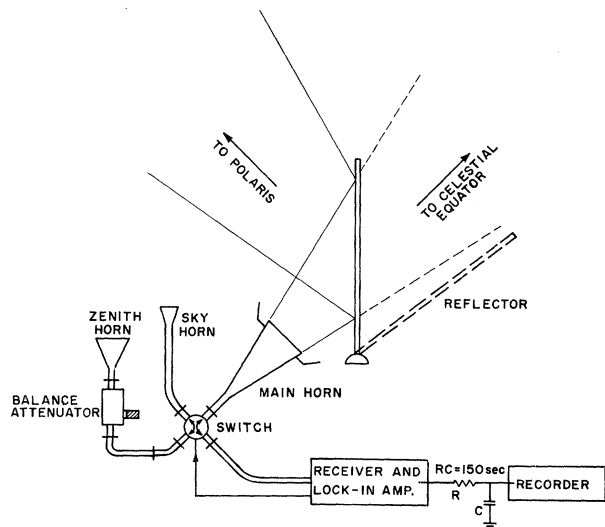 TO POLARIS
TO CELESTIAL
EQUATOR
REFLECTOR
ZENITH
HORN
SKY
HORN
MAIN HORN
BALANCE
ATTENUATOR
SWITCH
RECEIVER AND
LOCK-IN AMP.
RC=150sec
R
C
RECORDER